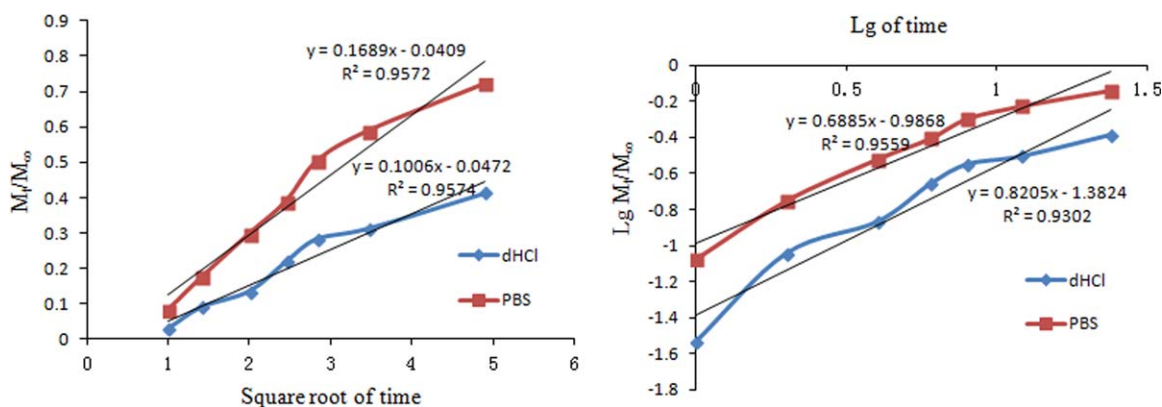 0.9
0.8
0.7
0.6
0.5
0.4
0.3
0.2
0.1
0
Mt/M∞
y = 0.1689x - 0.0409
R² = 0.9572
y = 0.1006x - 0.0472
R² = 0.9574
dHCl
PBS
0 1 2 3 4 5 6
Square root of time
Lg of time
0 0.5 1 1.5
0
-0.2
-0.4
-0.6
-0.8
-1
-1.2
-1.4
-1.6
-1.8
Lg Mt/M∞
y = 0.6885x - 0.9868
R² = 0.9559
y = 0.8205x - 1.3824
R² = 0.9302
dHCl
PBS